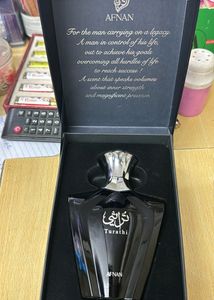 AFNAN
For the man carrying on a legacy.
A man in control of his life,
out to achieve his goals
overcoming all hurdles of life
to reach success!
A scent that speaks volumes
about inner strength
and magnificent passion.
تراثي
Turathi
AFNAN